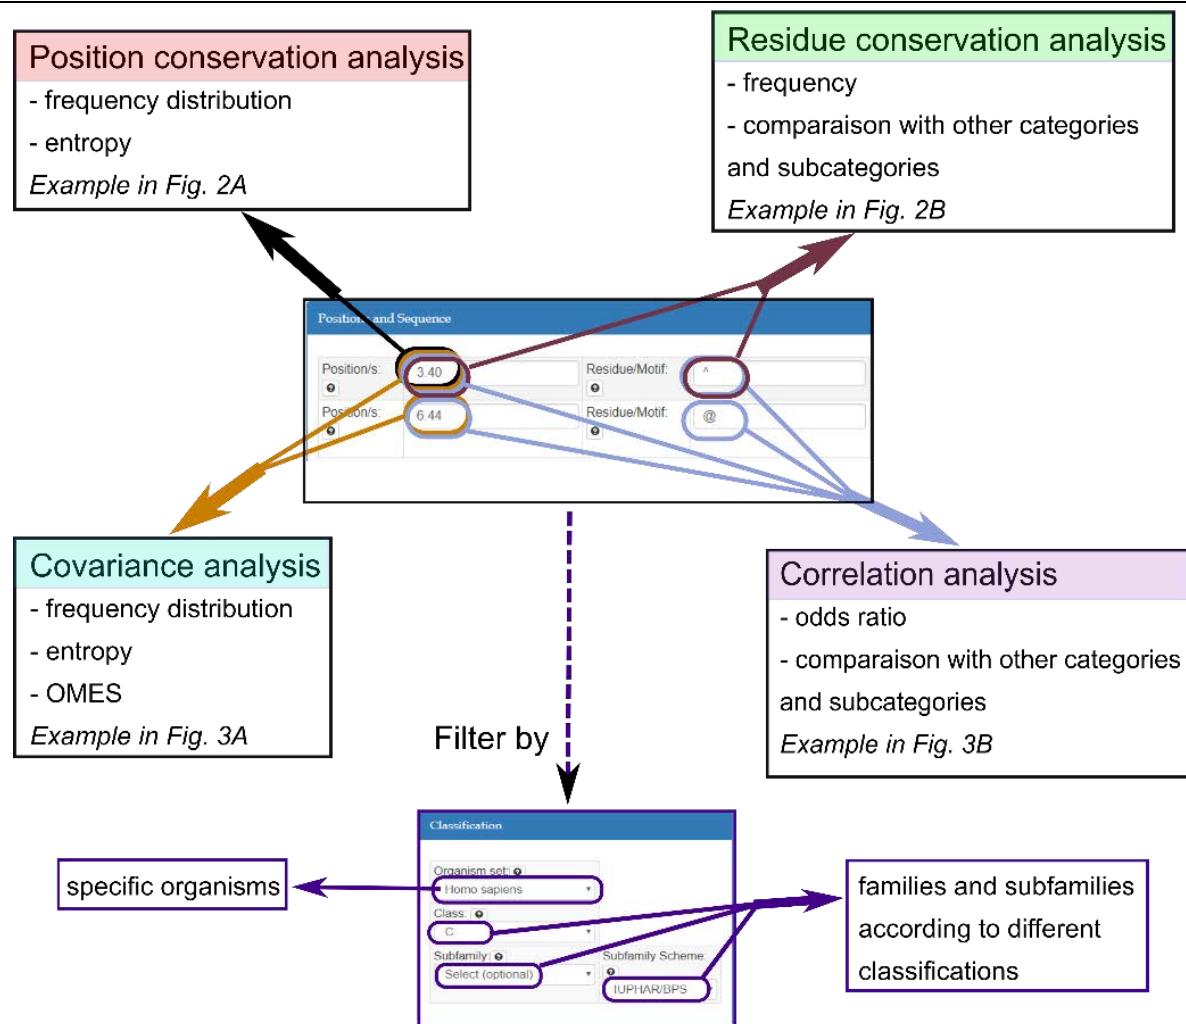 Position conservation analysis
- frequency distribution
- entropy
Example in Fig. 2A
Residue conservation analysis
- frequency
- comparaison with other categories
and subcategories
Example in Fig. 2B
Positions and Sequence
Position/s: 3.40 Residue/Motif: ^
Position/s: 6.44 Residue/Motif: @
Covariance analysis
- frequency distribution
- entropy
- OMES
Example in Fig. 3A
Correlation analysis
- odds ratio
- comparaison with other categories
and subcategories
Example in Fig. 3B
Filter by
Classification
Organism set:
Homo sapiens
Class:
C
Subfamily: Subfamily Scheme:
Select (optional) IUPHAR/BPS
specific organisms
families and subfamilies
according to different
classifications